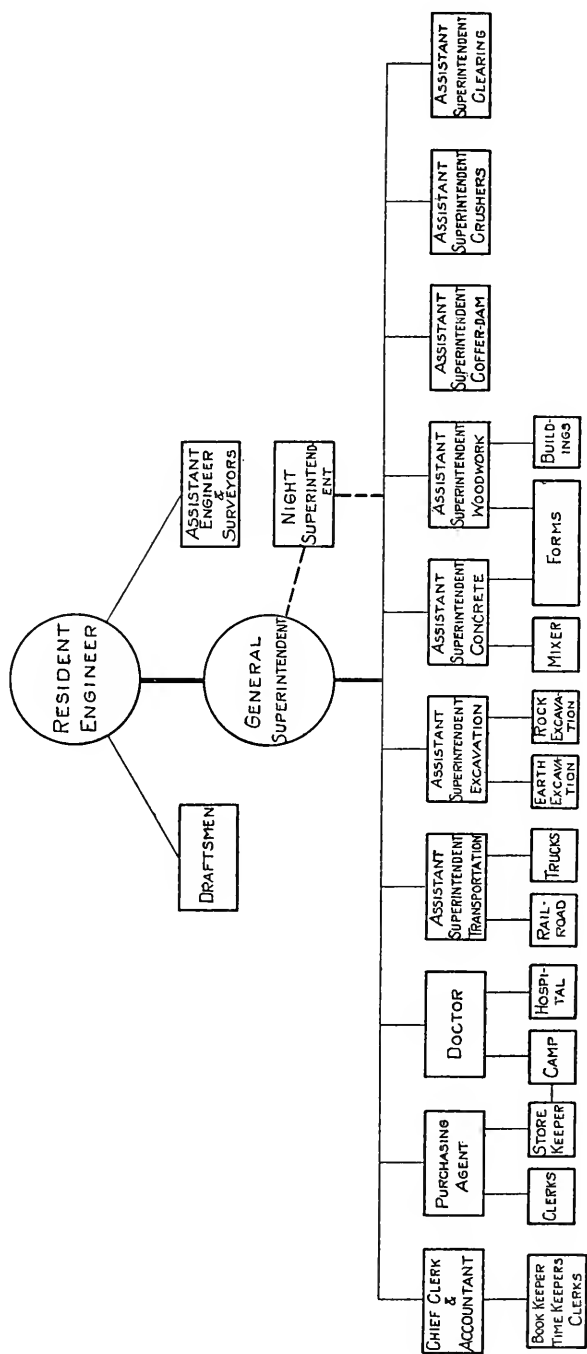 RESIDENT
ENGINEER
DRAFTSMEN
ASSISTANT
ENGINEER
&
SURVEYORS
GENERAL
SUPERINTENDENT
NIGHT
SUPERINTEND-
ENT
CHIEF CLERK
&
ACCOUNTANT
PURCHASING
AGENT
DOCTOR
ASSISTANT
SUPERINTENDENT
TRANSPORTATION
ASSISTANT
SUPERINTENDENT
EXCAVATION
ASSISTANT
SUPERINTENDENT
CONCRETE
ASSISTANT
SUPERINTENDENT
WOODWORK
ASSISTANT
SUPERINTENDENT
COFFER-DAM
ASSISTANT
SUPERINTENDENT
CRUSHERS
ASSISTANT
SUPERINTENDENT
CLEARING
BOOK KEEPER
TIME KEEPERS
CLERKS
CLERKS
STORE
KEEPER
CAMP
HOSPI-
TAL
RAIL-
ROAD
TRUCKS
EARTH
EXCAVA-
TION
ROCK
EXCAVA-
TION
MIXER
FORMS
BUILD-
INGS